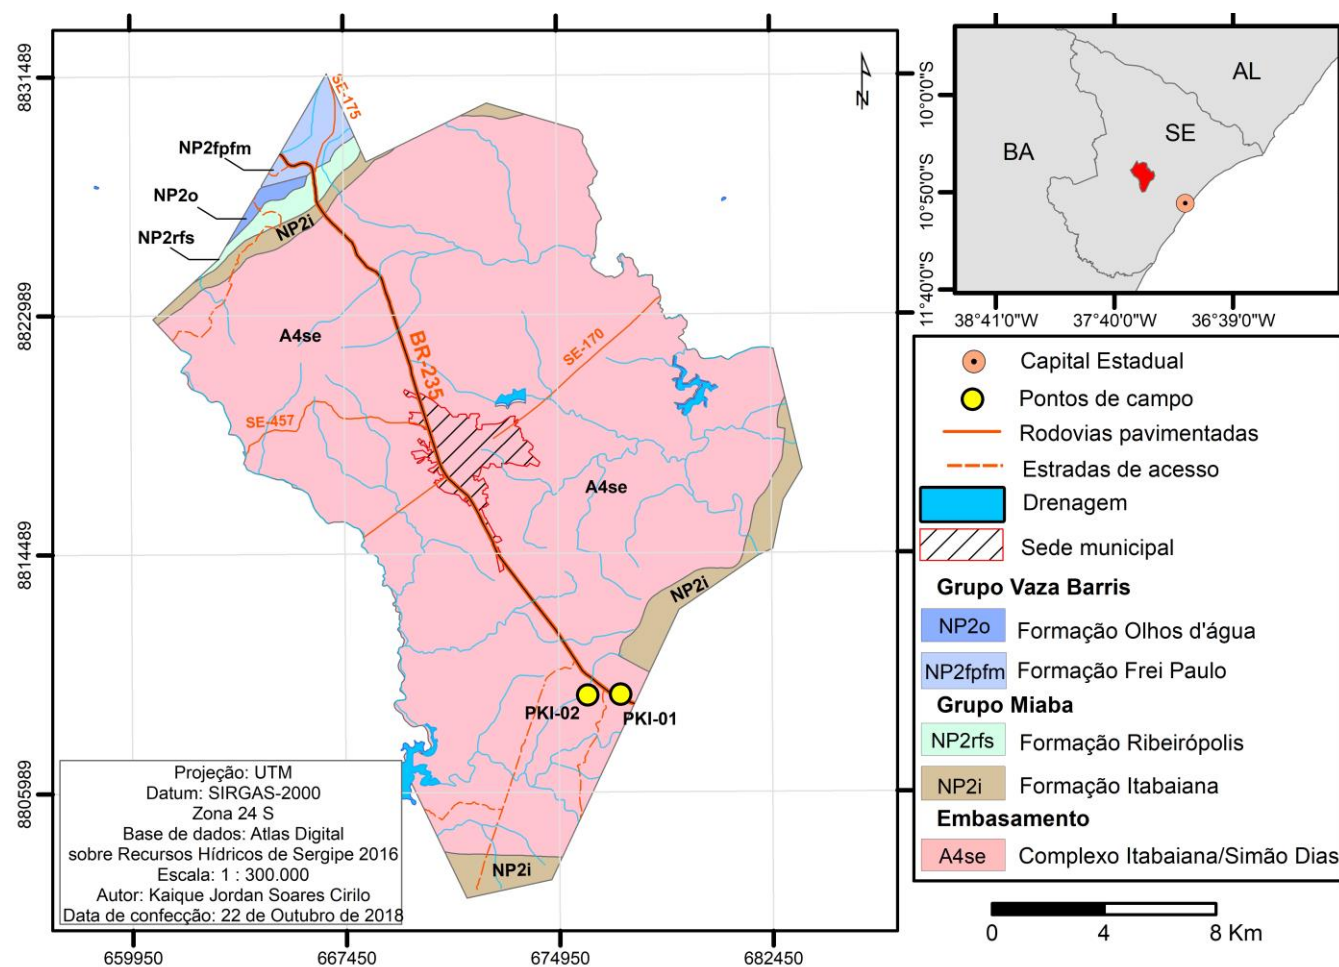 8831489
8822989
8814489
8805989
659950
667450
674950
682450
N
SE-175
NP2fpfm
NP2o
NP2rfs
NP2i
A4se
BR-235
SE-170
SE-457
A4se
NP2i
PKI-02
PKI-01
NP2i
Projeção: UTM
Datum: SIRGAS-2000
Zona 24 S
Base de dados: Atlas Digital
sobre Recursos Hídricos de Sergipe 2016
Escala: 1 : 300.000
Autor: Kaique Jordan Soares Cirilo
Data de confecção: 22 de Outubro de 2018
AL
SE
BA
10°0'0"S
10°50'0"S
11°40'0"S
38°41'0"W
37°40'0"W
36°39'0"W
Capital Estadual
Pontos de campo
Rodovias pavimentadas
Estradas de acesso
Drenagem
Sede municipal
Grupo Vaza Barris
NP2o Formação Olhos d'água
NP2fpfm Formação Frei Paulo
Grupo Miaba
NP2rfs Formação Ribeirópolis
NP2i Formação Itabaiana
Embasamento
A4se Complexo Itabaiana/Simão Dias
0 4 8 Km